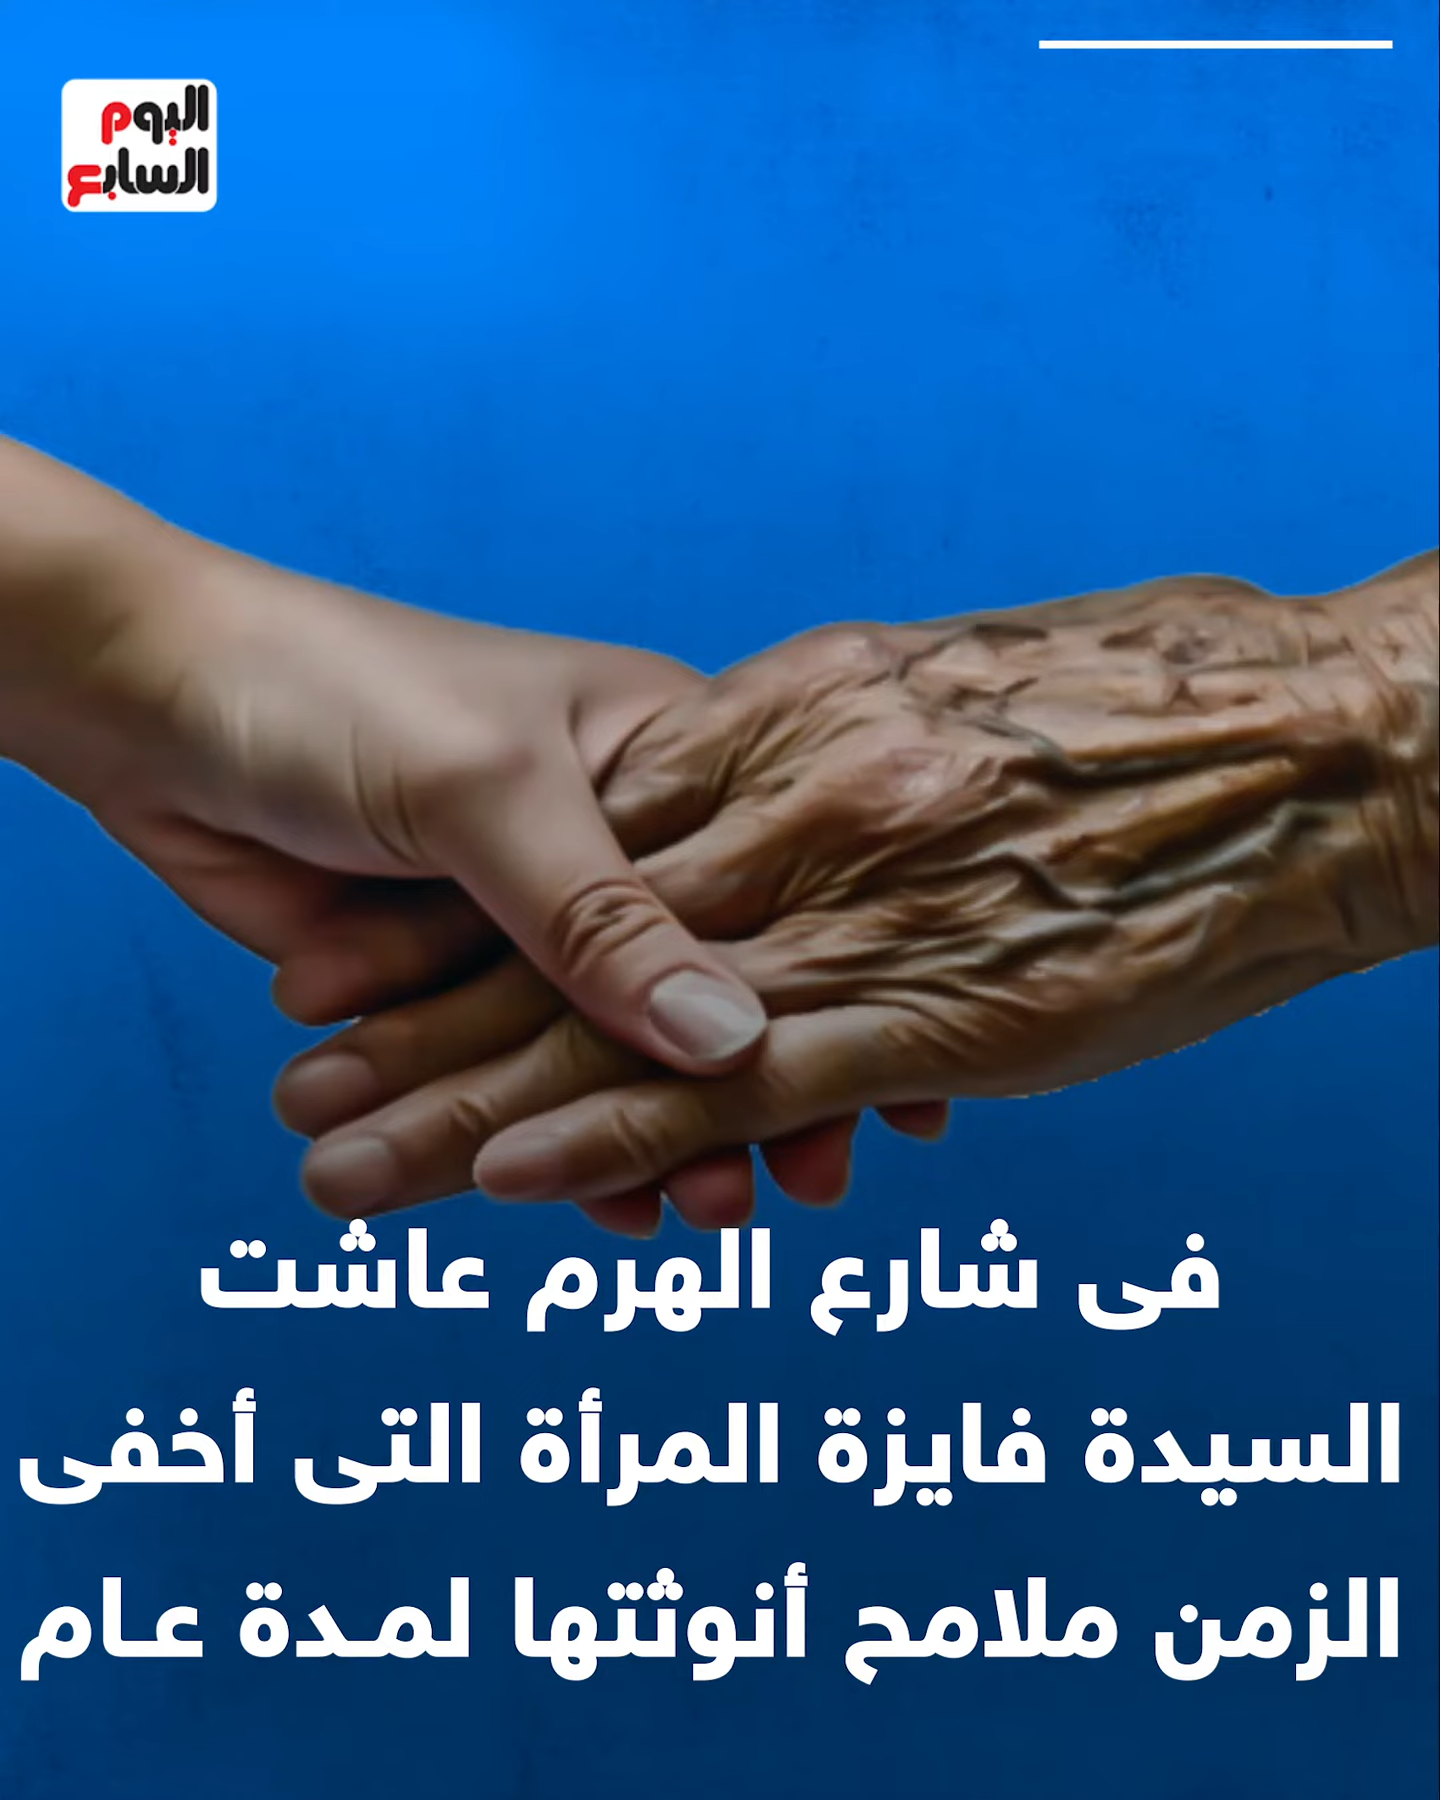 اليوم
السابع
فى شارع الهرم عاشت
السيدة فايزة المرأة التى أخفى
الزمن ملامح أنوثتها لمدة عام